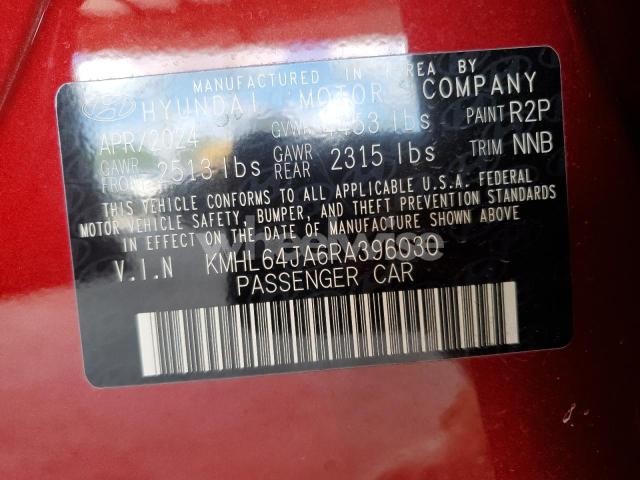 MANUFACTURED IN KOREA BY
HYUNDAI MOTOR COMPANY
APR/2024 GVWR 4453 lbs PAINT R2P
GAWR FRONT 2513 lbs GAWR REAR 2315 lbs TRIM NNB
THIS VEHICLE CONFORMS TO ALL APPLICABLE U.S.A. FEDERAL
MOTOR VEHICLE SAFETY, BUMPER, AND THEFT PREVENTION
STANDARDS IN EFFECT ON THE DATE OF MANUFACTURE SHOWN ABOVE
V.I.N KMHL64JA6RA396030
PASSENGER CAR